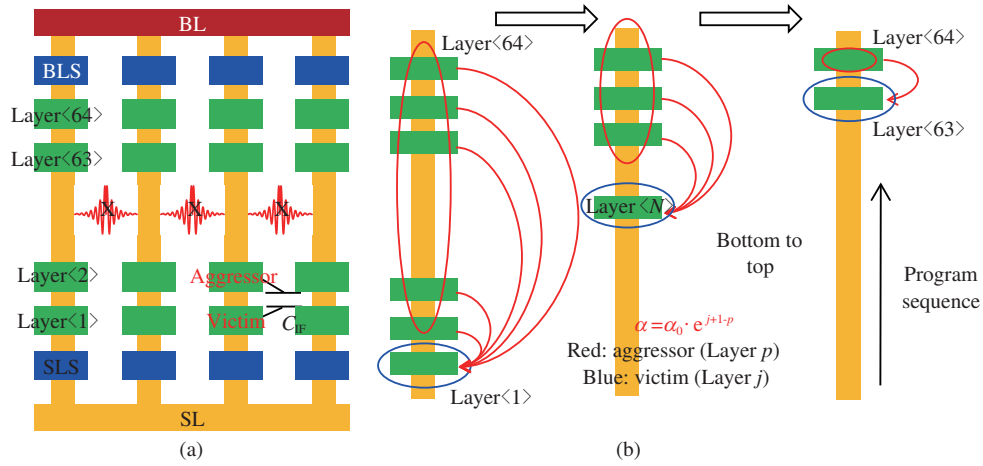 BL
BLS
Layer<64>
Layer<63>
X X X
Layer<2>
Aggressor
Layer<1>
Victim
C_IF
SLS
SL
(a)
Layer<64>
Layer<1>
Layer<N>
Bottom to
top
α=α₀· e^{j+1-p}
Red: aggressor (Layer p)
Blue: victim (Layer j)
Layer<64>
Layer<63>
Program
sequence
(b)